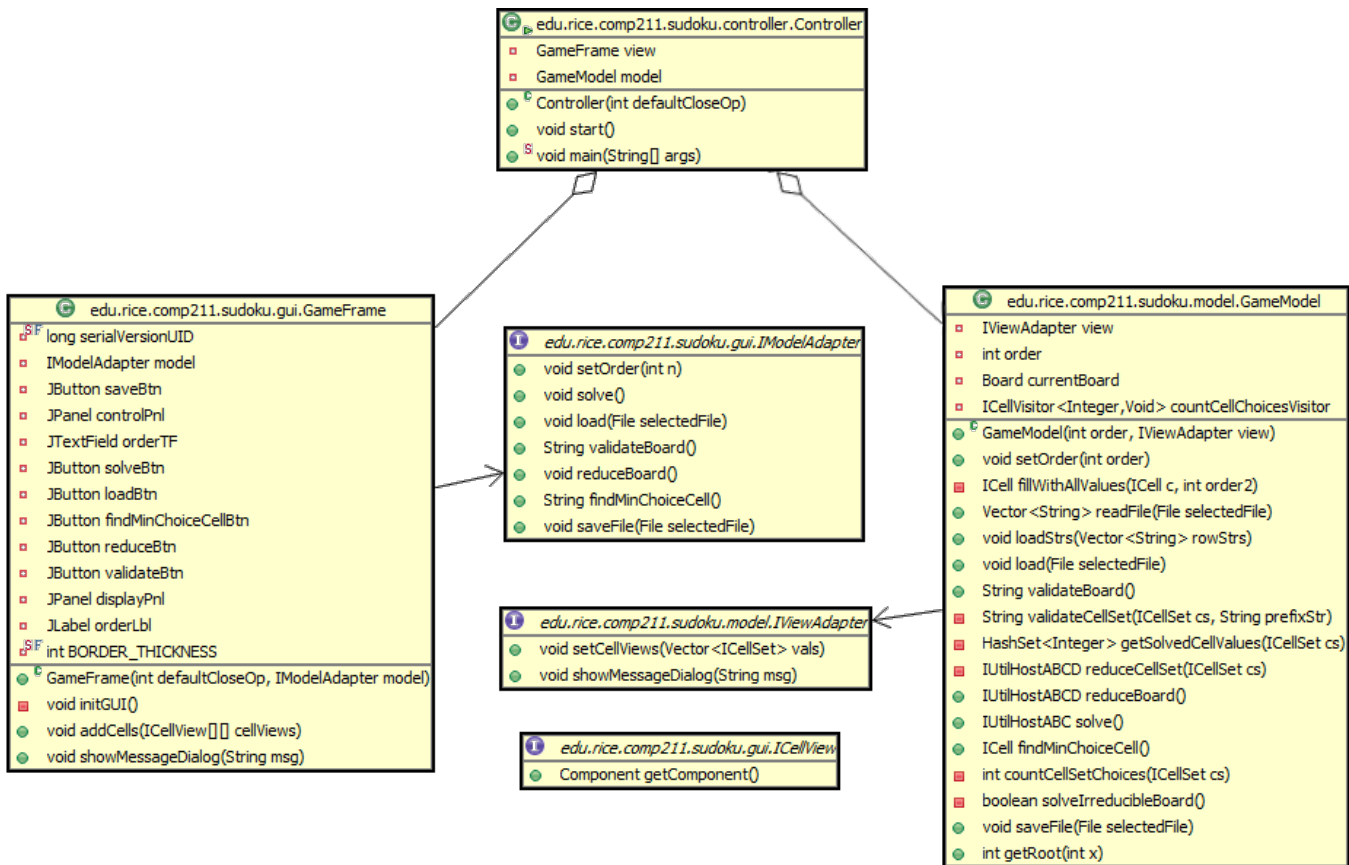 edu.rice.comp211.sudoku.controller.Controller
GameFrame view
GameModel model
Controller(int defaultCloseOp)
void start()
void main(String[] args)
edu.rice.comp211.sudoku.gui.GameFrame
long serialVersionUID
IModelAdapter model
JButton saveBtn
JPanel controlPnl
JTextField orderTF
JButton solveBtn
JButton loadBtn
JButton findMinChoiceCellBtn
JButton reduceBtn
JButton validateBtn
JPanel displayPnl
JLabel orderLbl
int BORDER_THICKNESS
GameFrame(int defaultCloseOp, IModelAdapter model)
void initGUI()
void addCells(ICellView[][] cellViews)
void showMessageDialog(String msg)
edu.rice.comp211.sudoku.gui.IModelAdapter
void setOrder(int n)
void solve()
void load(File selectedFile)
String validateBoard()
void reduceBoard()
String findMinChoiceCell()
void saveFile(File selectedFile)
edu.rice.comp211.sudoku.model.IViewAdapter
void setCellViews(Vector<ICellSet> vals)
void showMessageDialog(String msg)
edu.rice.comp211.sudoku.gui.ICellView
Component getComponent()
edu.rice.comp211.sudoku.model.GameModel
IViewAdapter view
int order
Board currentBoard
ICellVisitor<Integer,Void> countCellChoicesVisitor
GameModel(int order, IViewAdapter view)
void setOrder(int order)
ICell fillWithAllValues(ICell c, int order2)
Vector<String> readFile(File selectedFile)
void loadStrs(Vector<String> rowStrs)
void load(File selectedFile)
String validateBoard()
String validateCellSet(ICellSet cs, String prefixStr)
HashSet<Integer> getSolvedCellValues(ICellSet cs)
IUtilHostABCD reduceCellSet(ICellSet cs)
IUtilHostABCD reduceBoard()
IUtilHostABC solve()
ICell findMinChoiceCell()
int countCellSetChoices(ICellSet cs)
boolean solveIrreducibleBoard()
void saveFile(File selectedFile)
int getRoot(int x)